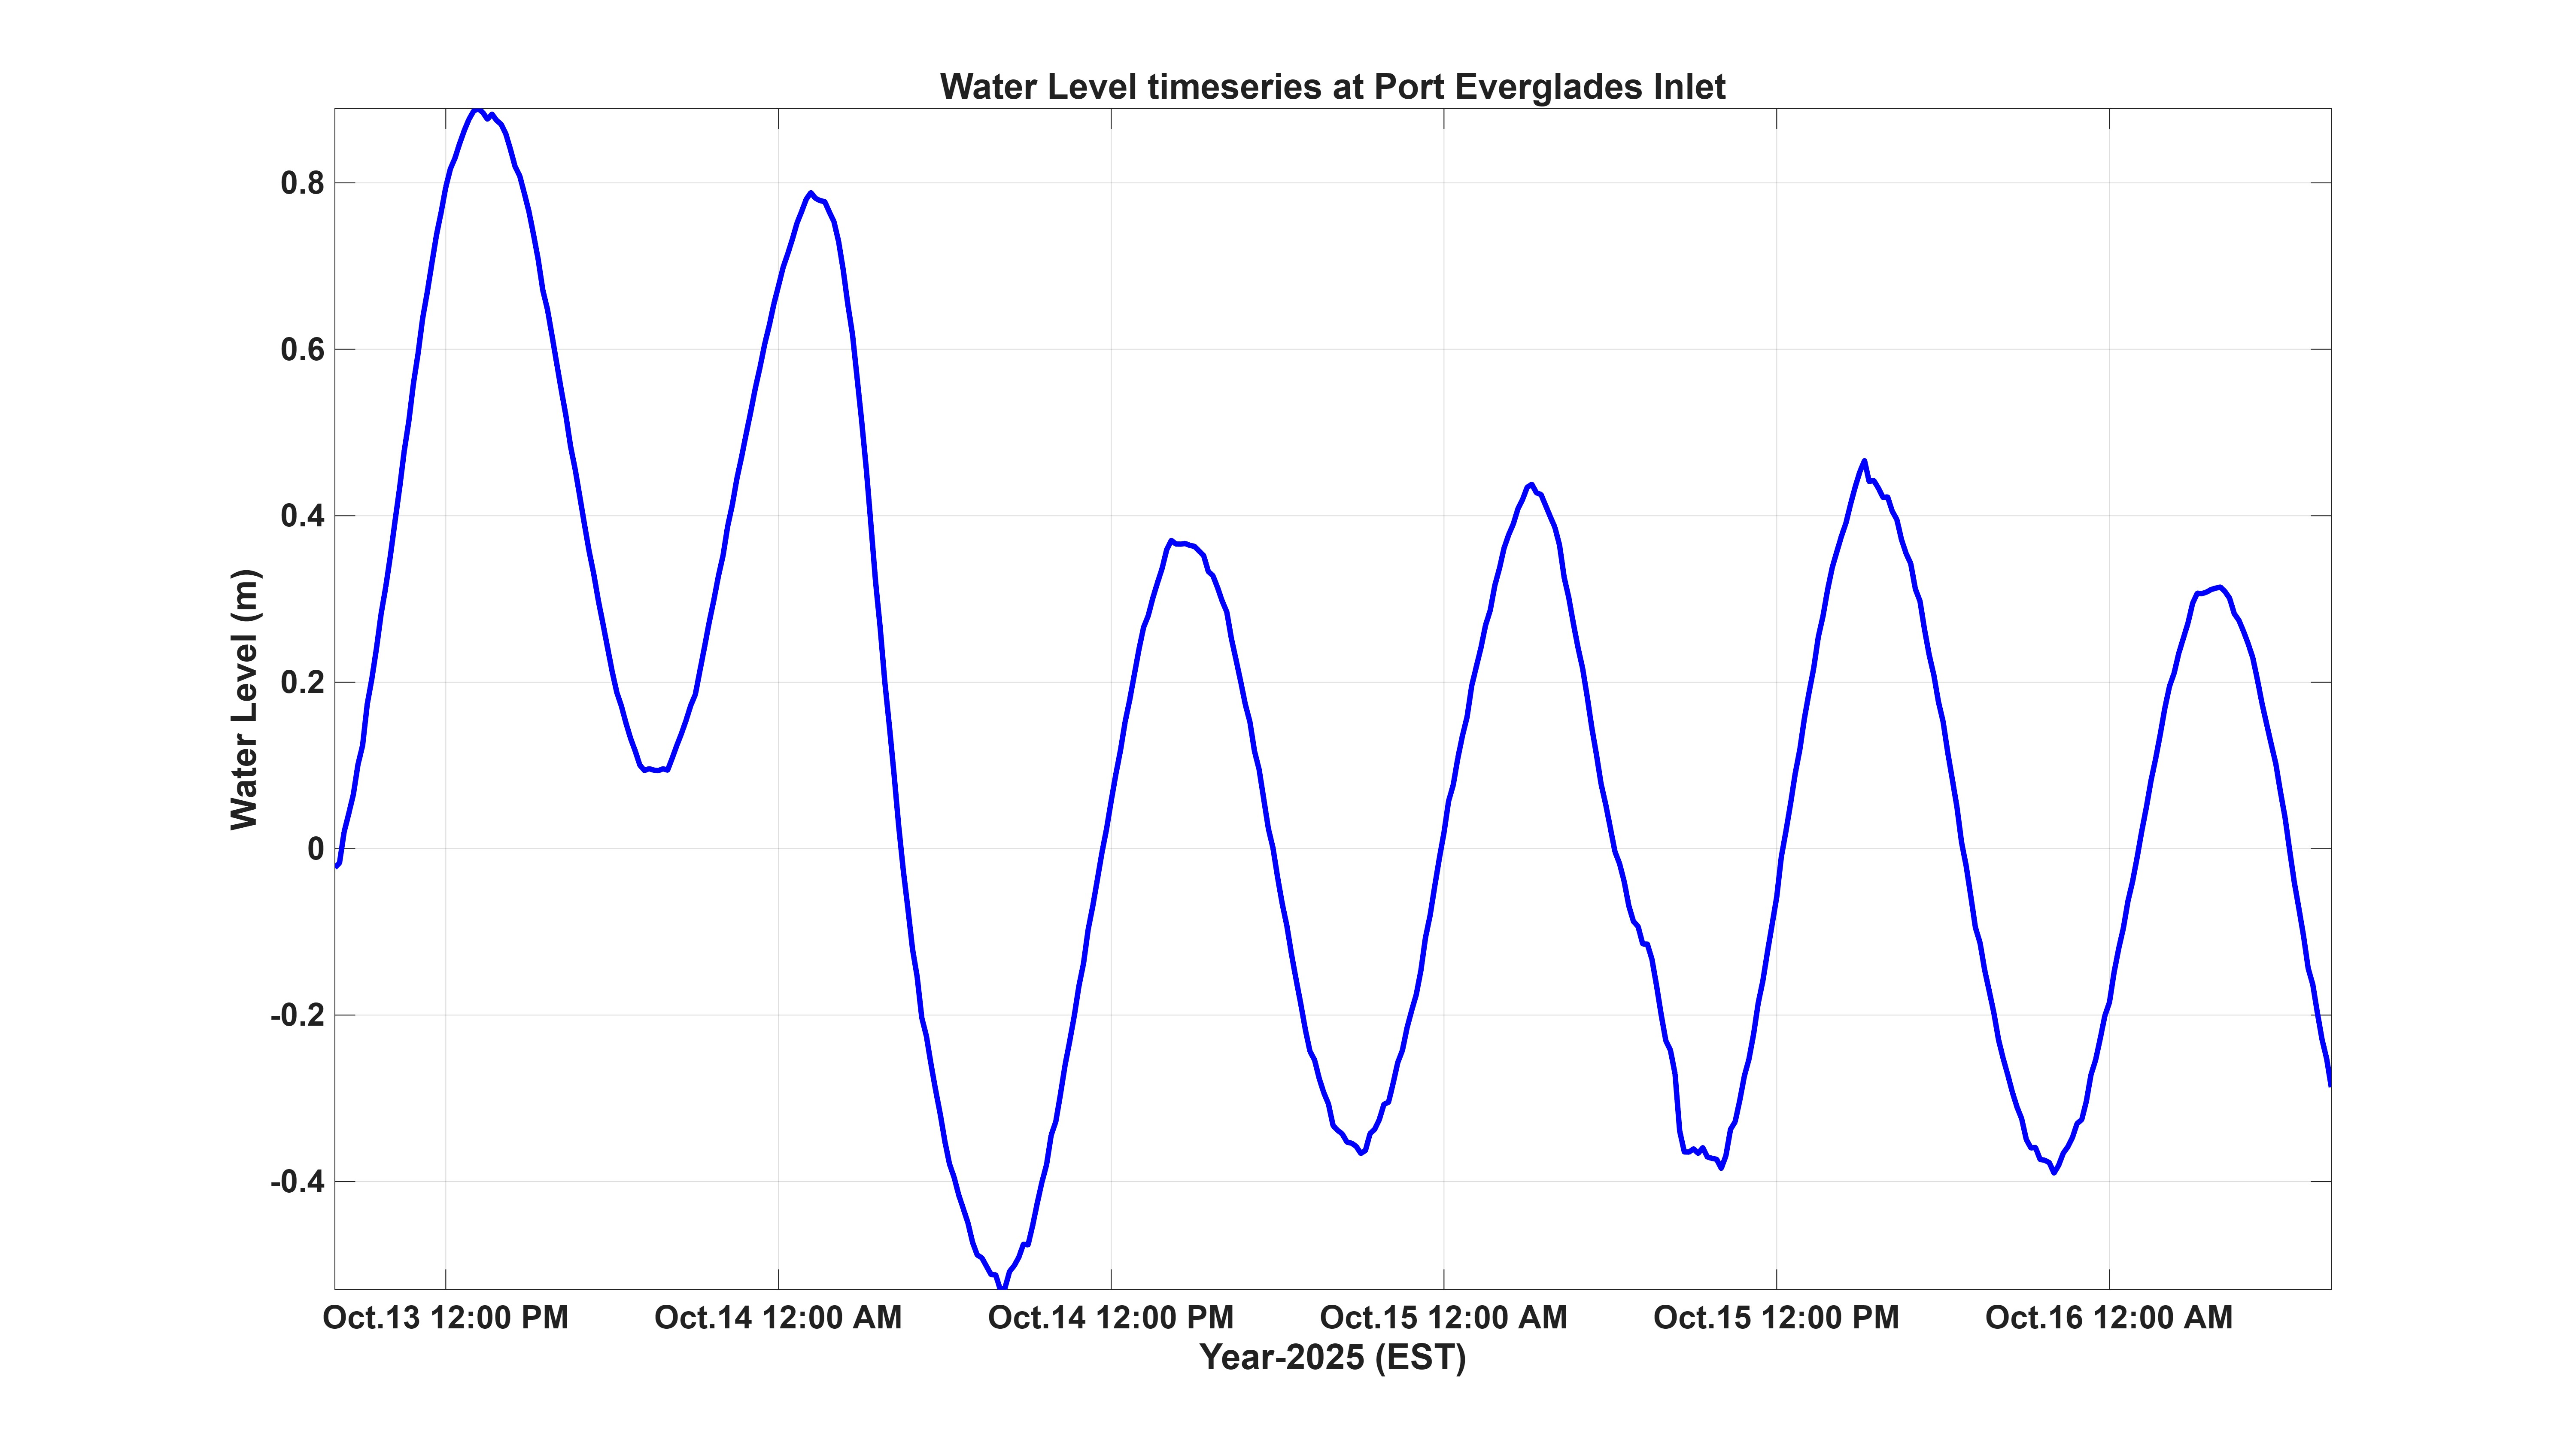 Water Level timeseries at Port Everglades Inlet
Water Level (m)
0.8
0.6
0.4
0.2
0
-0.2
-0.4
Oct.13 12:00 PM
Oct.14 12:00 AM
Oct.14 12:00 PM
Oct.15 12:00 AM
Oct.15 12:00 PM
Oct.16 12:00 AM
Year-2025 (EST)